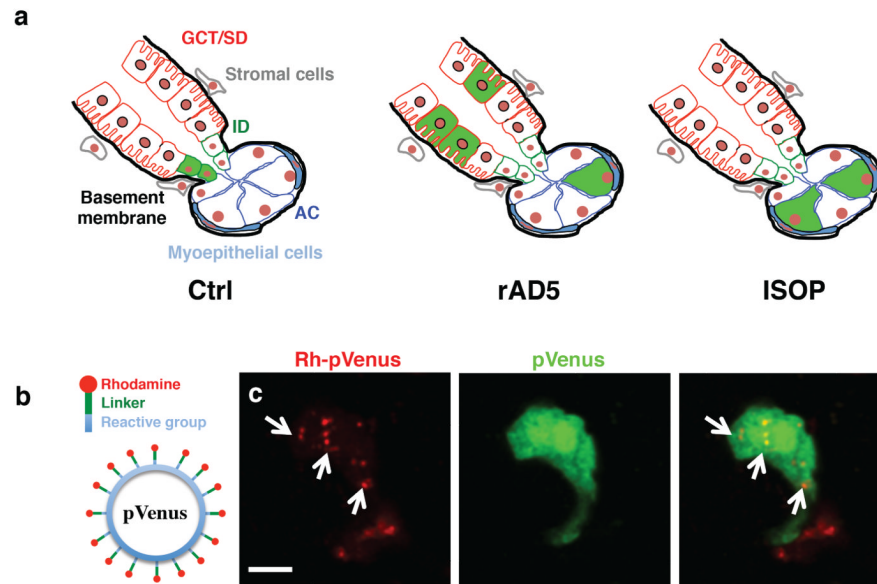 a
GCT/SD
Stromal cells
ID
Basement
membrane
AC
Myoepithelial cells
Ctrl
rAD5
ISOP
b
Rhodamine
Linker
Reactive group
pVenus
Rh-pVenus
pVenus
c